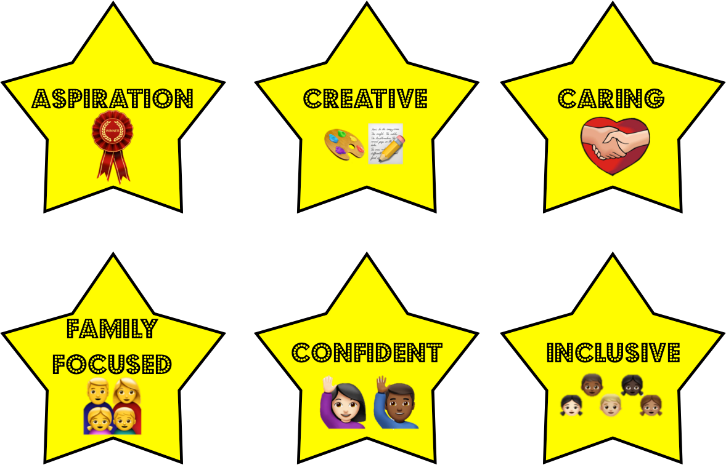 ASPIRATION
CREATIVE
CARING
FAMILY
FOCUSED
CONFIDENT
INCLUSIVE